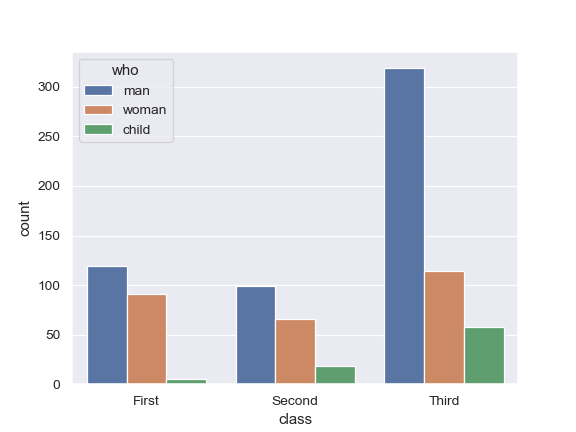 who
man
woman
child
300
250
200
150
100
50
0
count
First Second Third
class